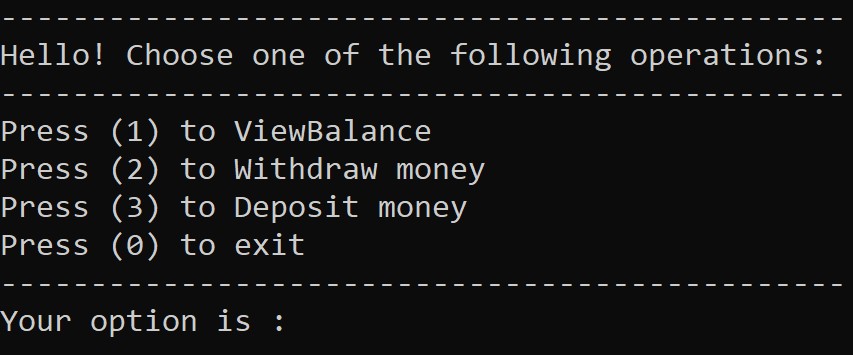 -----------------------------------------------
Hello! Choose one of the following operations:
-----------------------------------------------
Press (1) to ViewBalance
Press (2) to Withdraw money
Press (3) to Deposit money
Press (0) to exit
-----------------------------------------------
Your option is :